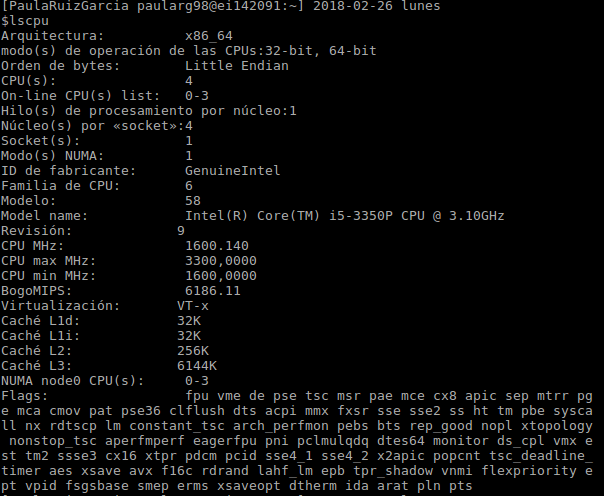 [PaulaRuizGarcia paularg98@ei142091:~] 2018-02-26 lunes
$lscpu
Arquitectura: x86_64
modo(s) de operación de las CPUs:32-bit, 64-bit
Orden de bytes: Little Endian
CPU(s): 4
On-line CPU(s) list: 0-3
Hilo(s) de procesamiento por núcleo:1
Núcleo(s) por «socket»:4
Socket(s): 1
Modo(s) NUMA: 1
ID de fabricante: GenuineIntel
Familia de CPU: 6
Modelo: 58
Model name: Intel(R) Core(TM) i5-3350P CPU @ 3.10GHz
Revisión: 9
CPU MHz: 1600.140
CPU max MHz: 3300,0000
CPU min MHz: 1600,0000
BogoMIPS: 6186.11
Virtualización: VT-x
Caché L1d: 32K
Caché L1i: 32K
Caché L2: 256K
Caché L3: 6144K
NUMA node0 CPU(s): 0-3
Flags: fpu vme de pse tsc msr pae mce cx8 apic sep mtrr pg
e mca cmov pat pse36 clflush dts acpi mmx fxsr sse sse2 ss ht tm pbe sysca
ll nx rdtscp lm constant_tsc arch_perfmon pebs bts rep_good nopl xtopology
nonstop_tsc aperfmperf eagerfpu pni pclmulqdq dtes64 monitor ds_cpl vmx e
st tm2 ssse3 cx16 xtpr pdcm pcid sse4_1 sse4_2 x2apic popcnt tsc_deadline_
timer aes xsave avx f16c rdrand lahf_lm epb tpr_shadow vnmi flexpriority e
pt vpid fsgsbase smep erms xsaveopt dtherm ida arat pln pts